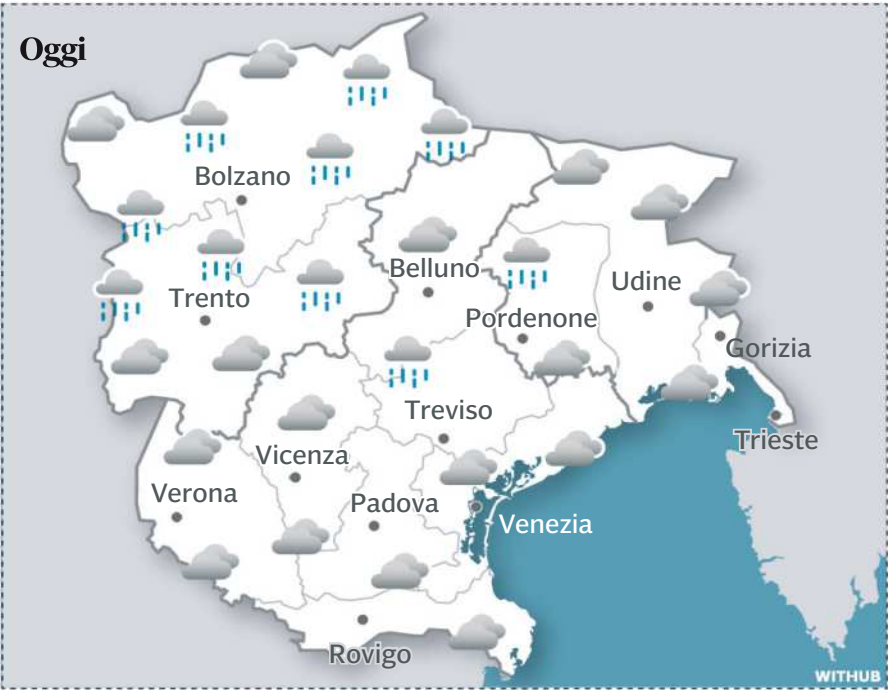 Oggi
Bolzano
Belluno
Trento
Udine
Pordenone
Gorizia
Treviso
Trieste
Vicenza
Verona
Padova
Venezia
Rovigo
WITHUB